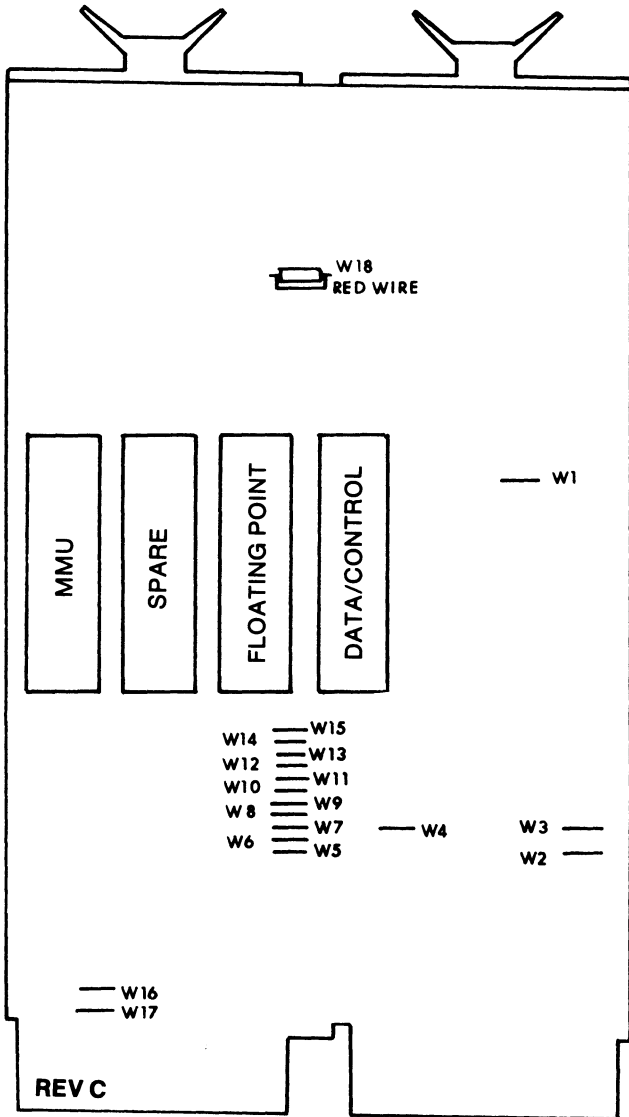 W18
RED WIRE
W1
MMU
SPARE
FLOATING POINT
DATA/CONTROL
W15
W14
W13
W12
W11
W10
W9
W8
W7
W6
W5
W4
W3
W2
W16
W17
REV C